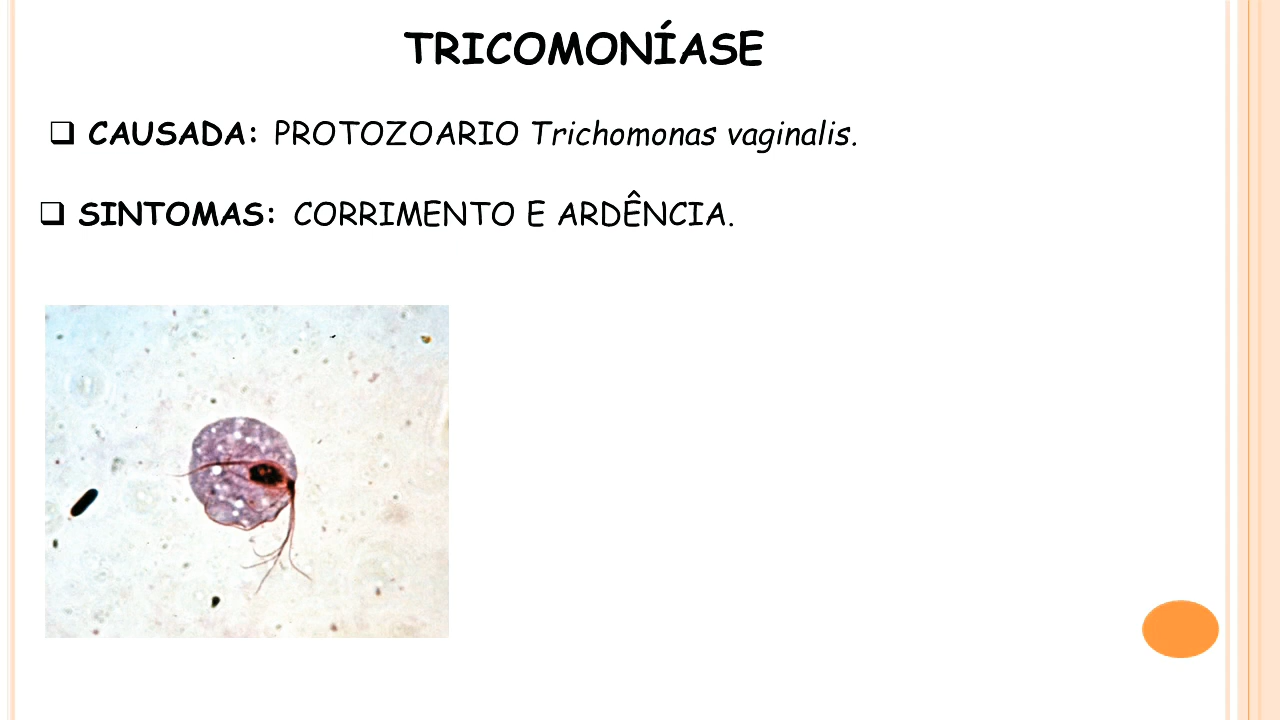 TRICOMONÍASE
❑ CAUSADA: PROTOZOARIO Trichomonas vaginalis.
❑ SINTOMAS: CORRIMENTO E ARDÊNCIA.